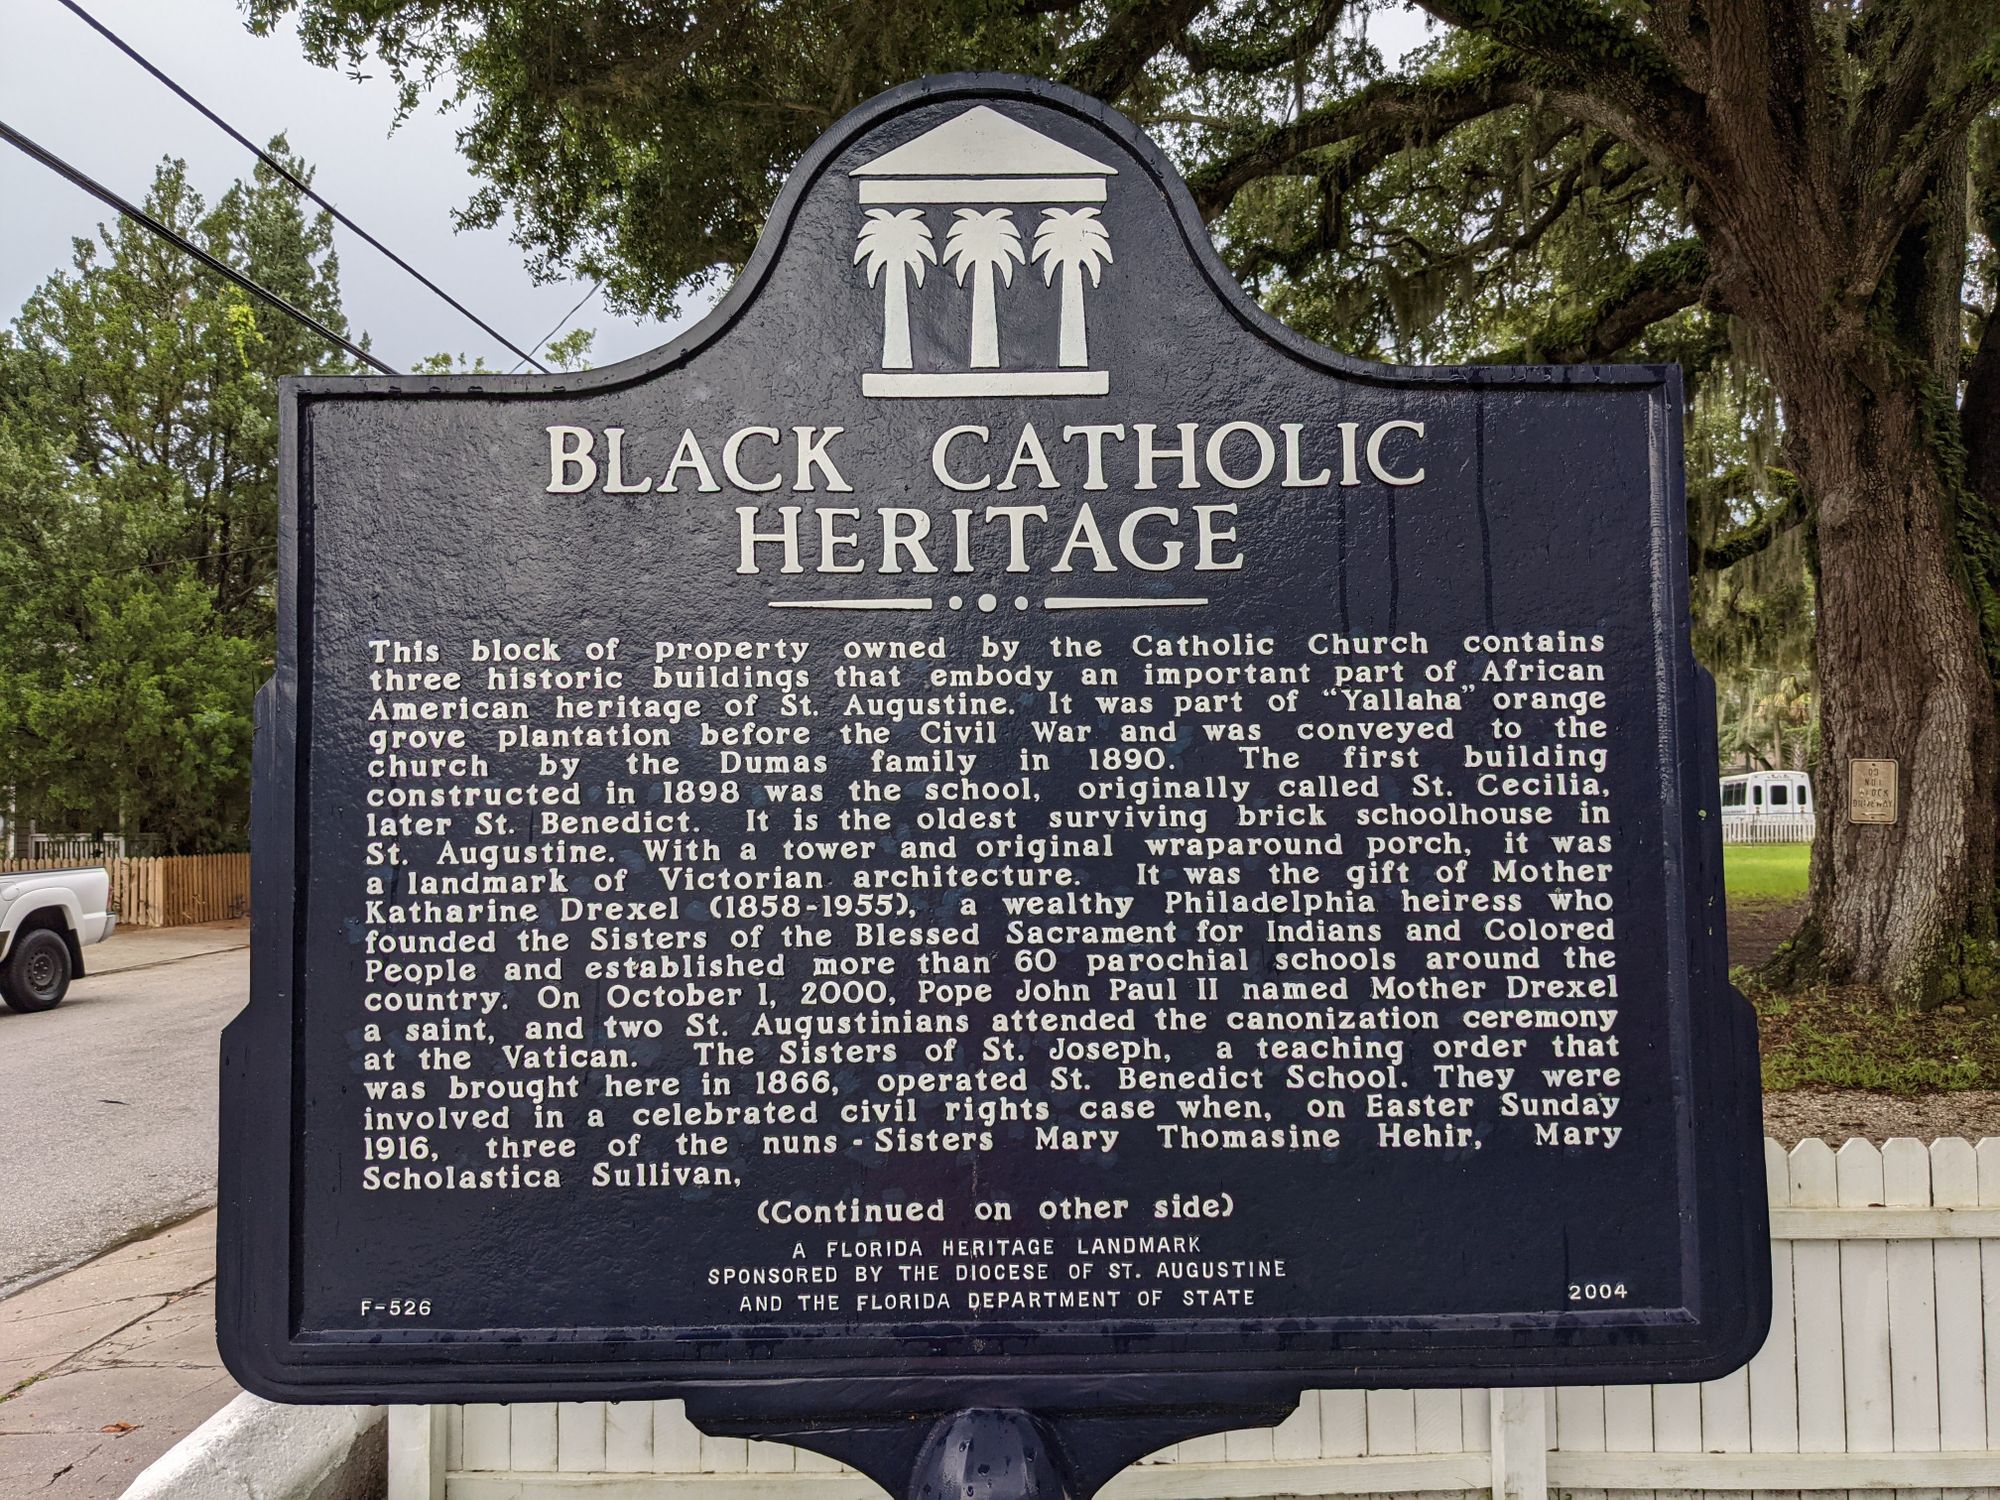 BLACK CATHOLIC
HERITAGE
This block of property owned by the Catholic Church contains
three historic buildings that embody an important part of African
American heritage of St. Augustine. It was part of “Yallaha” orange
grove plantation before the Civil War and was conveyed to the
church by the Dumas family in 1890. The first building
constructed in 1898 was the school, originally called St. Cecilia,
later St. Benedict. It is the oldest surviving brick schoolhouse in
St. Augustine. With a tower and original wraparound porch, it was
a landmark of Victorian architecture. It was the gift of Mother
Katharine Drexel (1858-1955), a wealthy Philadelphia heiress who
founded the Sisters of the Blessed Sacrament for Indians and Colored
People and established more than 60 parochial schools around the
country. On October 1, 2000, Pope John Paul II named Mother Drexel
a saint, and two St. Augustinians attended the canonization ceremony
at the Vatican. The Sisters of St. Joseph, a teaching order that
was brought here in 1866, operated St. Benedict School. They were
involved in a celebrated civil rights case when, on Easter Sunday
1916, three of the nuns - Sisters Mary Thomasine Hehir, Mary
Scholastica Sullivan,
(Continued on other side)
A FLORIDA HERITAGE LANDMARK
SPONSORED BY THE DIOCESE OF ST. AUGUSTINE
AND THE FLORIDA DEPARTMENT OF STATE
F-526
2004
DO
NOT
BLOCK
DRIVEWAY